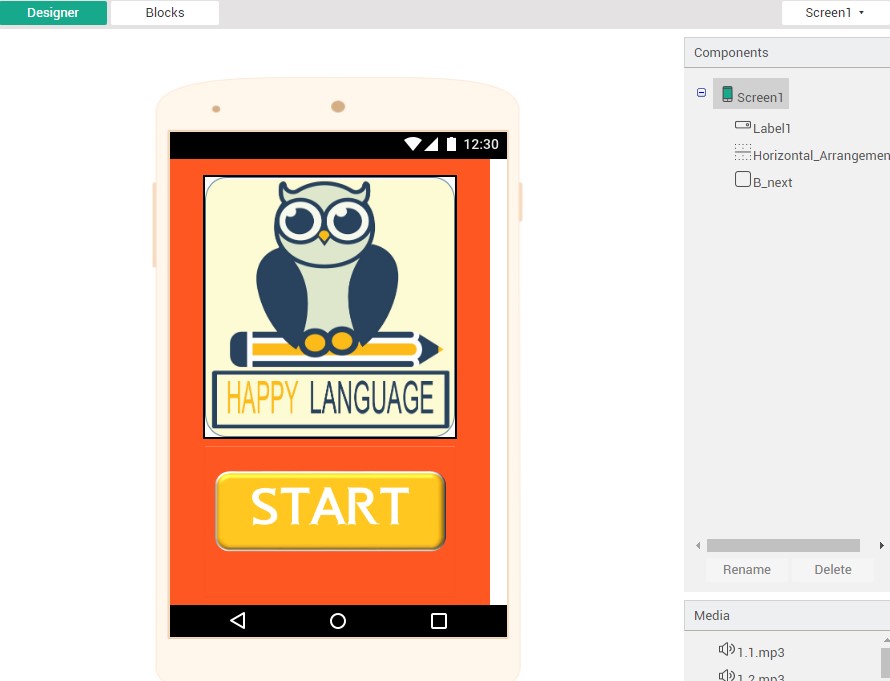 Designer Blocks Screen1
Components
Screen1
Label1
Horizontal_Arrangemen
B_next
12:30
HAPPY LANGUAGE
START
Rename Delete
Media
1.1.mp3
1.2.mp3